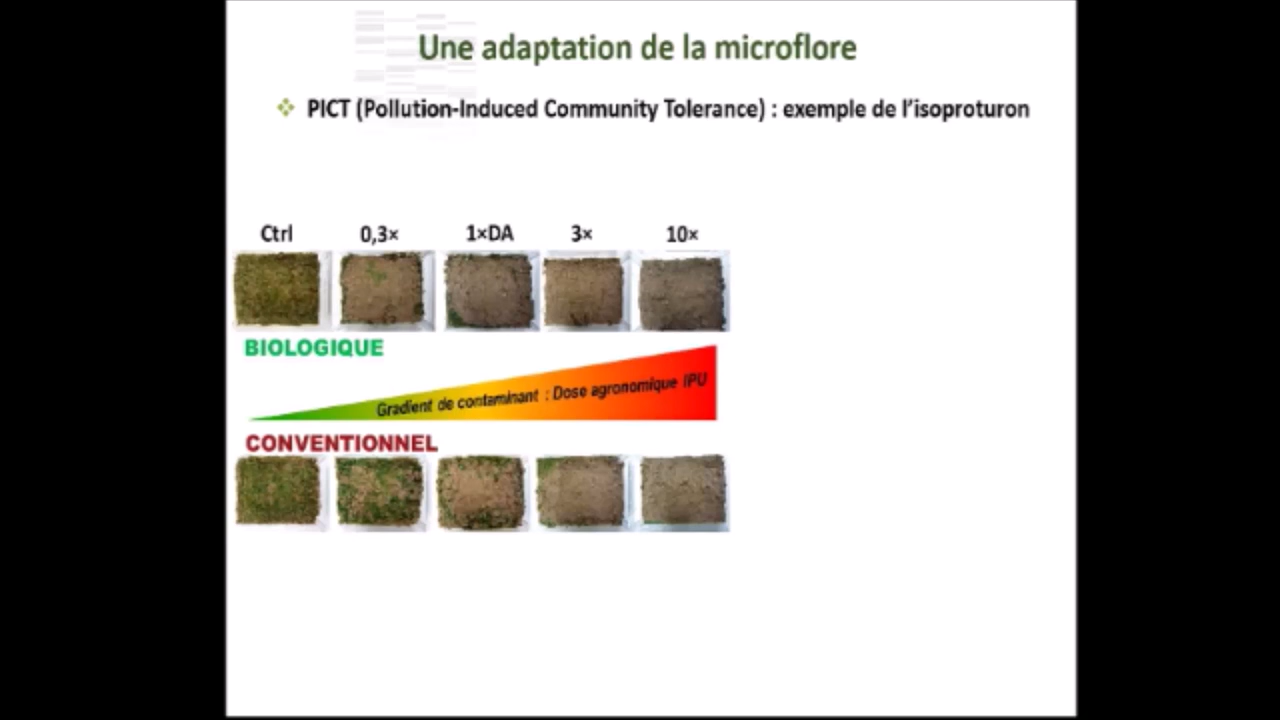 Une adaptation de la microflore
❖ PICT (Pollution-Induced Community Tolerance) : exemple de l'isoproturon
Ctrl 0,3× 1×DA 3× 10×
BIOLOGIQUE
Gradient de contaminant : Dose agronomique IPU
CONVENTIONNEL